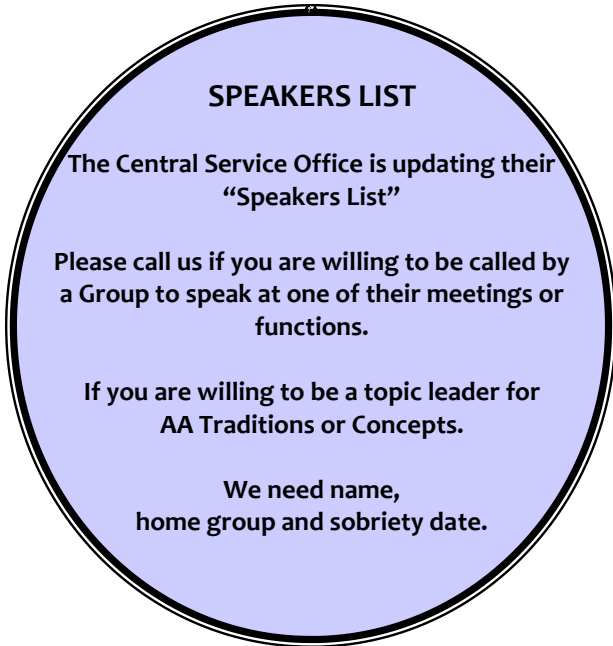 SPEAKERS LIST
The Central Service Office is updating their
“Speakers List”
Please call us if you are willing to be called by
a Group to speak at one of their meetings or
functions.
If you are willing to be a topic leader for
AA Traditions or Concepts.
We need name,
home group and sobriety date.